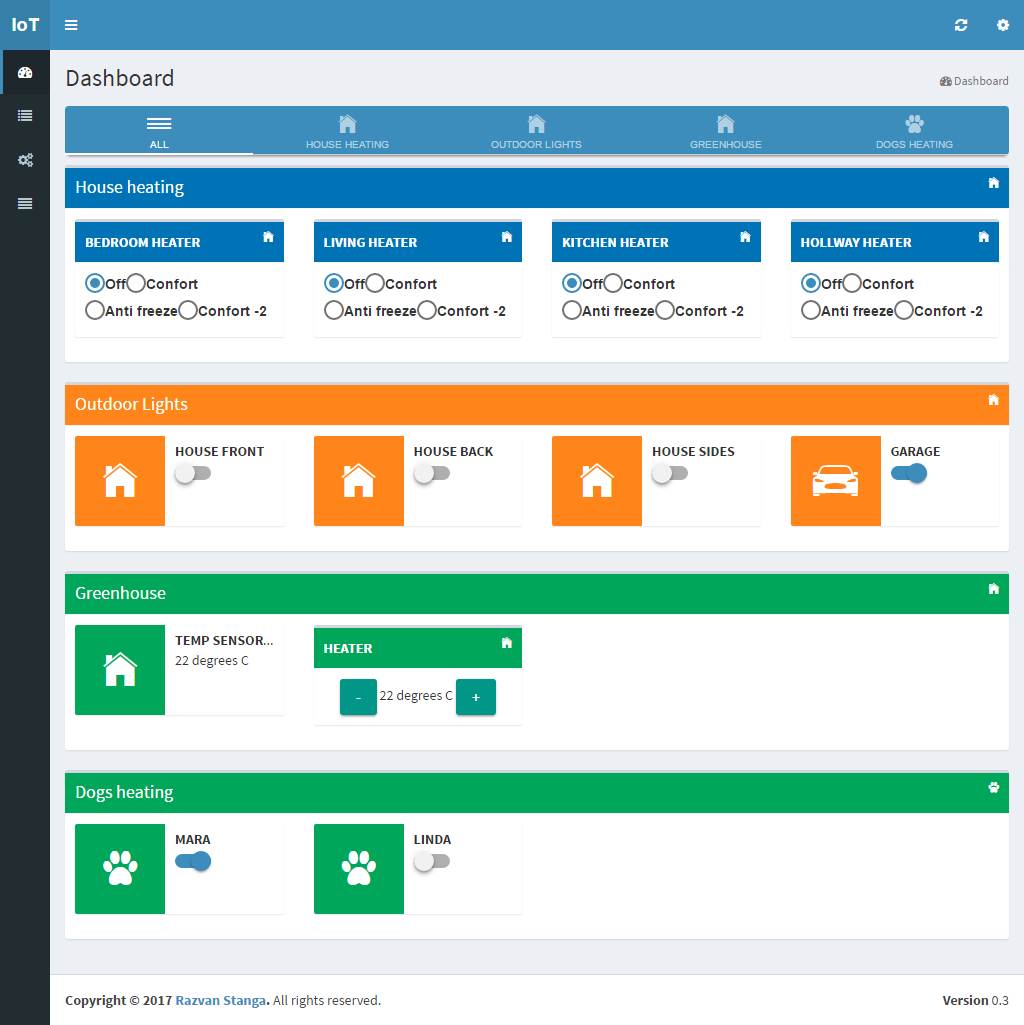 IoT
Dashboard
Dashboard
ALL
HOUSE HEATING
OUTDOOR LIGHTS
GREENHOUSE
DOGS HEATING
House heating
BEDROOM HEATER
Off Confort
Anti freeze Confort -2
LIVING HEATER
Off Confort
Anti freeze Confort -2
KITCHEN HEATER
Off Confort
Anti freeze Confort -2
HOLLWAY HEATER
Off Confort
Anti freeze Confort -2
Outdoor Lights
HOUSE FRONT
HOUSE BACK
HOUSE SIDES
GARAGE
Greenhouse
TEMP SENSOR...
22 degrees C
HEATER
- 22 degrees C +
Dogs heating
MARA
LINDA
Copyright © 2017 Razvan Stanga. All rights reserved.
Version 0.3